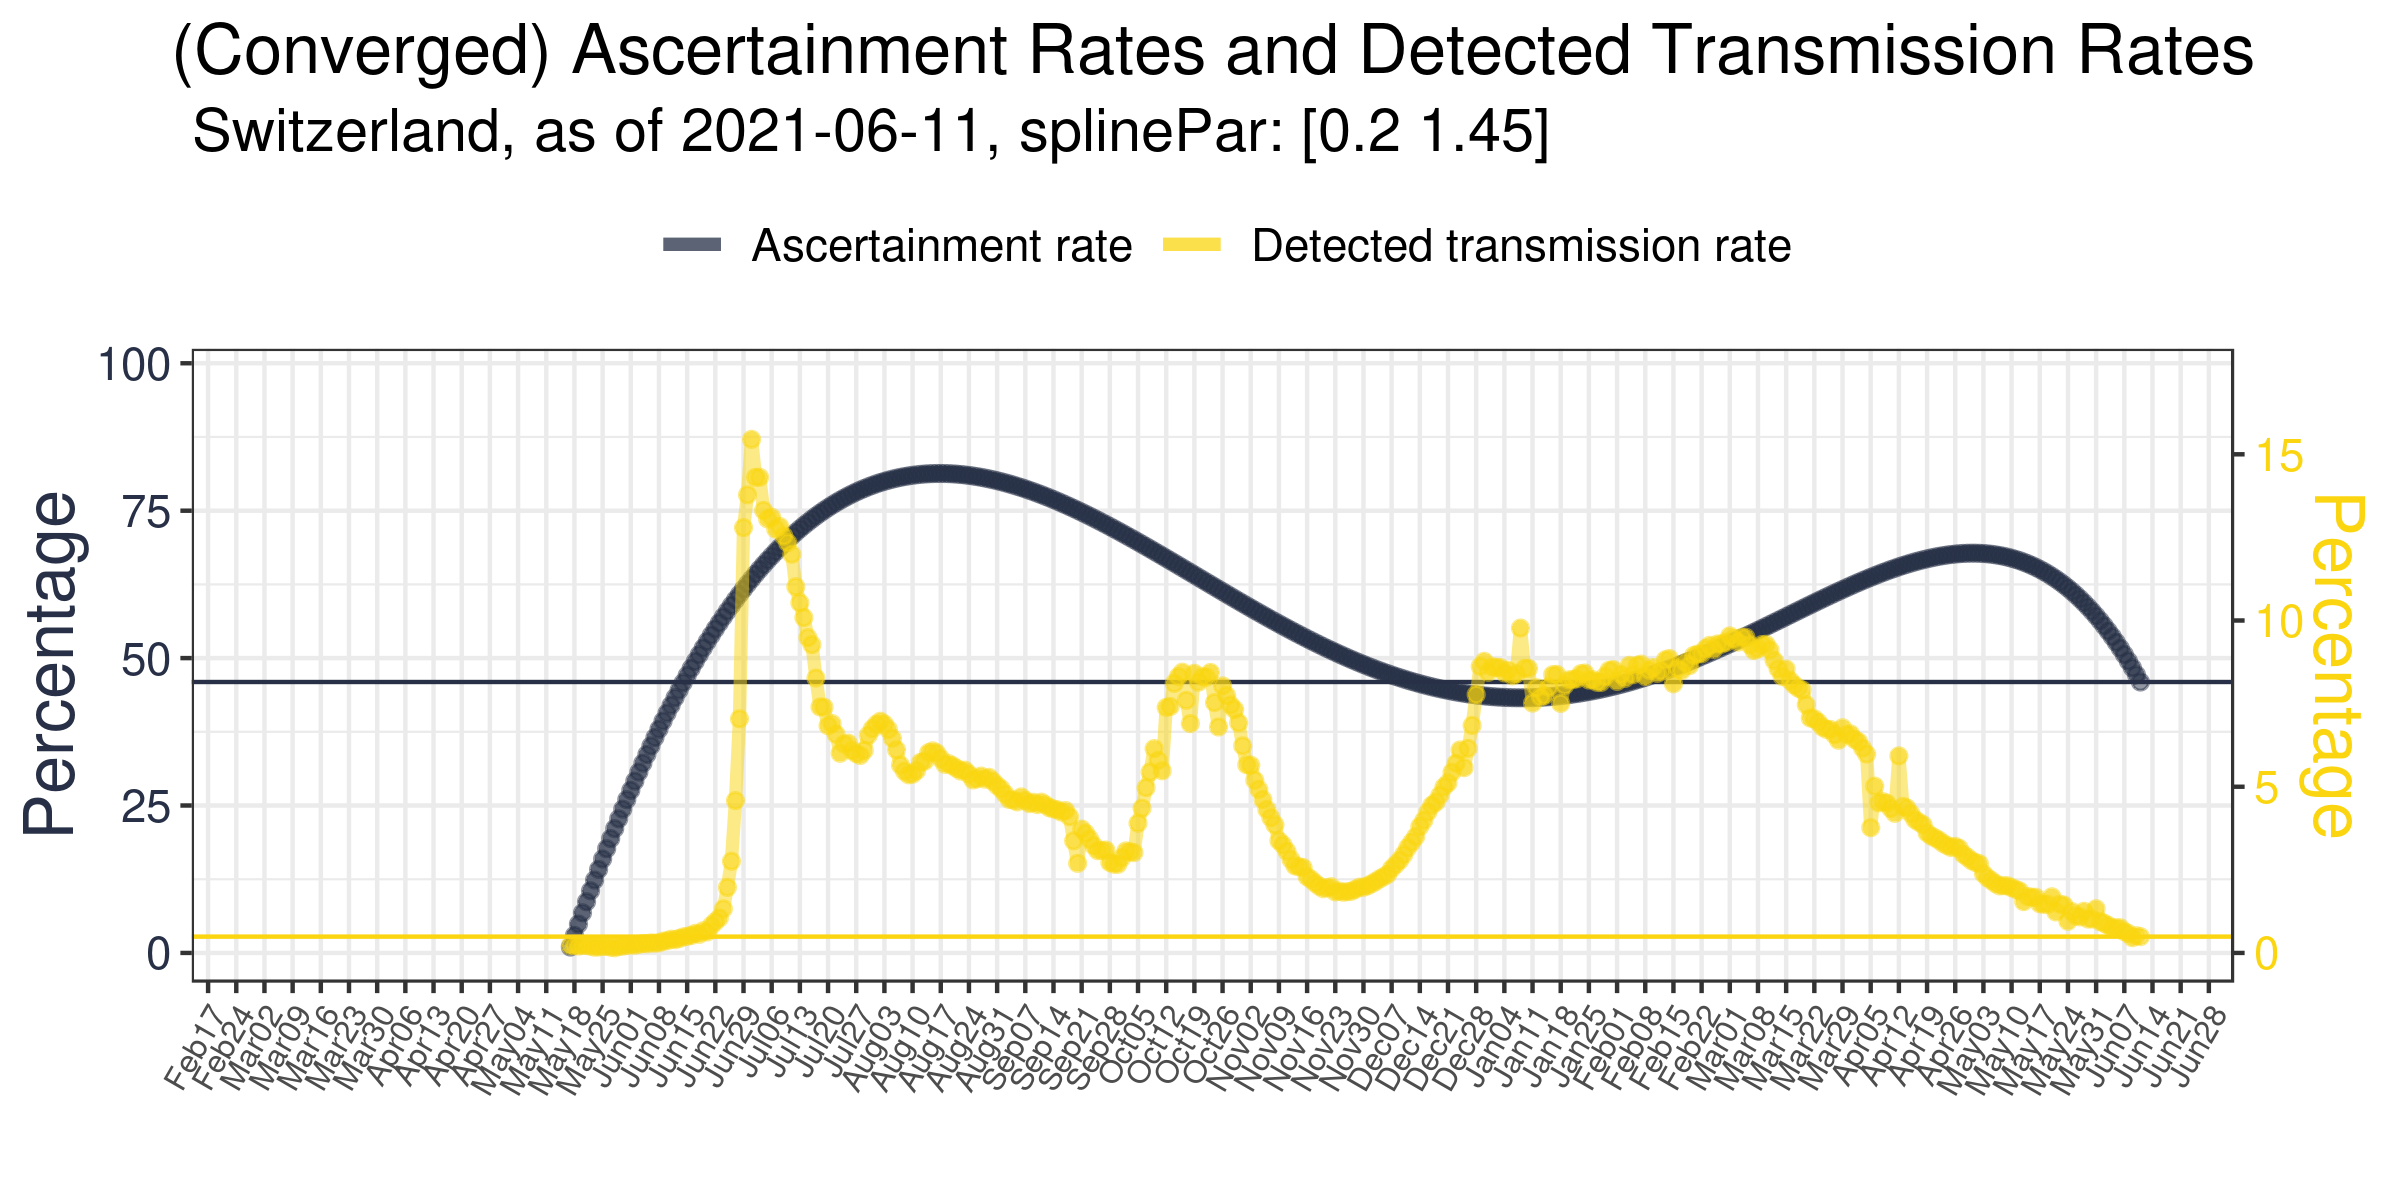 (Converged) Ascertainment Rates and Detected Transmission Rates
Switzerland, as of 2021-06-11, splinePar: [0.2 1.45]
Ascertainment rate
Detected transmission rate
Percentage
100
75
50
25
0
15
10
5
0
Percentage
Feb17
Feb24
Mar02
Mar09
Mar16
Mar23
Mar30
Apr06
Apr13
Apr20
Apr27
May04
May11
May18
May25
Jun01
Jun08
Jun15
Jun22
Jun29
Jul06
Jul13
Jul20
Jul27
Aug03
Aug10
Aug17
Aug24
Aug31
Sep07
Sep14
Sep21
Sep28
Oct05
Oct12
Oct19
Oct26
Nov02
Nov09
Nov16
Nov23
Nov30
Dec07
Dec14
Dec21
Dec28
Jan04
Jan11
Jan18
Jan25
Feb01
Feb08
Feb15
Feb22
Mar01
Mar08
Mar15
Mar22
Mar29
Apr05
Apr12
Apr19
Apr26
May03
May10
May17
May24
May31
Jun07
Jun14
Jun21
Jun28